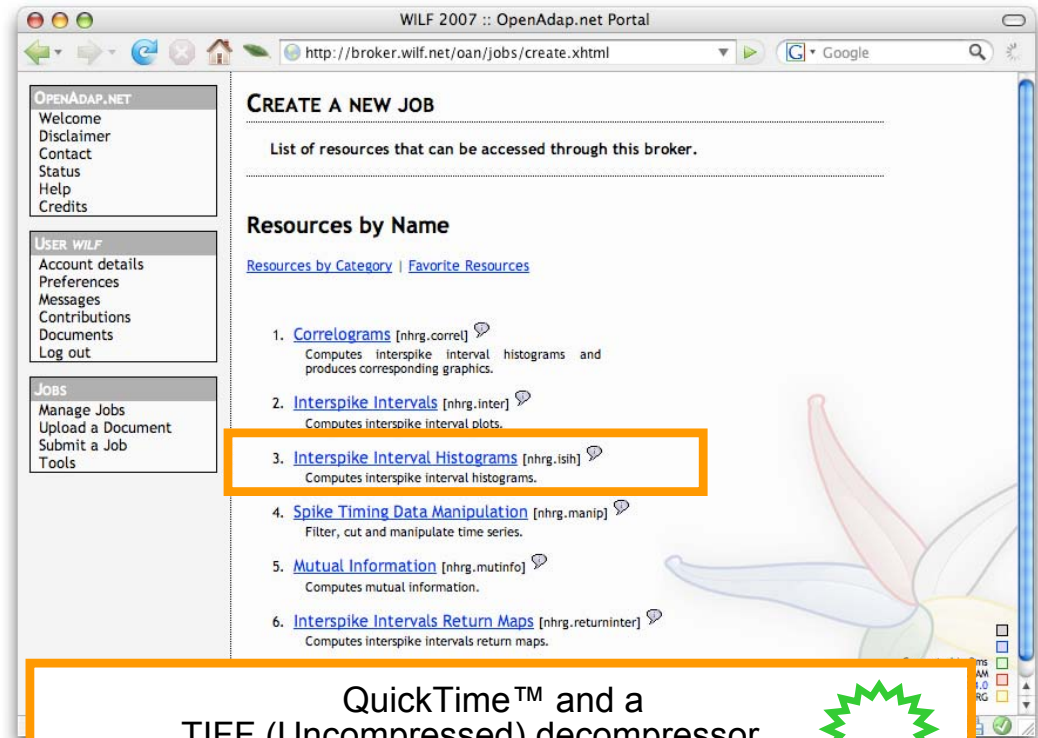 WILF 2007 :: OpenAdap.net Portal
http://broker.wilf.net/oan/jobs/create.xhtml
G Google
OPENADAP.NET
Welcome
Disclaimer
Contact
Status
Help
Credits
USER WILF
Account details
Preferences
Messages
Contributions
Documents
Log out
JOBS
Manage Jobs
Upload a Document
Submit a Job
Tools
CREATE A NEW JOB
List of resources that can be accessed through this broker.
Resources by Name
Resources by Category | Favorite Resources
1. Correlograms [nhrg.correl]
Computes interspike interval histograms and
produces corresponding graphics.
2. Interspike Intervals [nhrg.inter]
Computes interspike interval plots.
3. Interspike Interval Histograms [nhrg.isih]
Computes interspike interval histograms.
4. Spike Timing Data Manipulation [nhrg.manip]
Filter, cut and manipulate time series.
5. Mutual Information [nhrg.mutinfo]
Computes mutual information.
6. Interspike Intervals Return Maps [nhrg.returninter]
Computes interspike intervals return maps.
QuickTime™ and a
TIFF (Uncompressed) decompressor